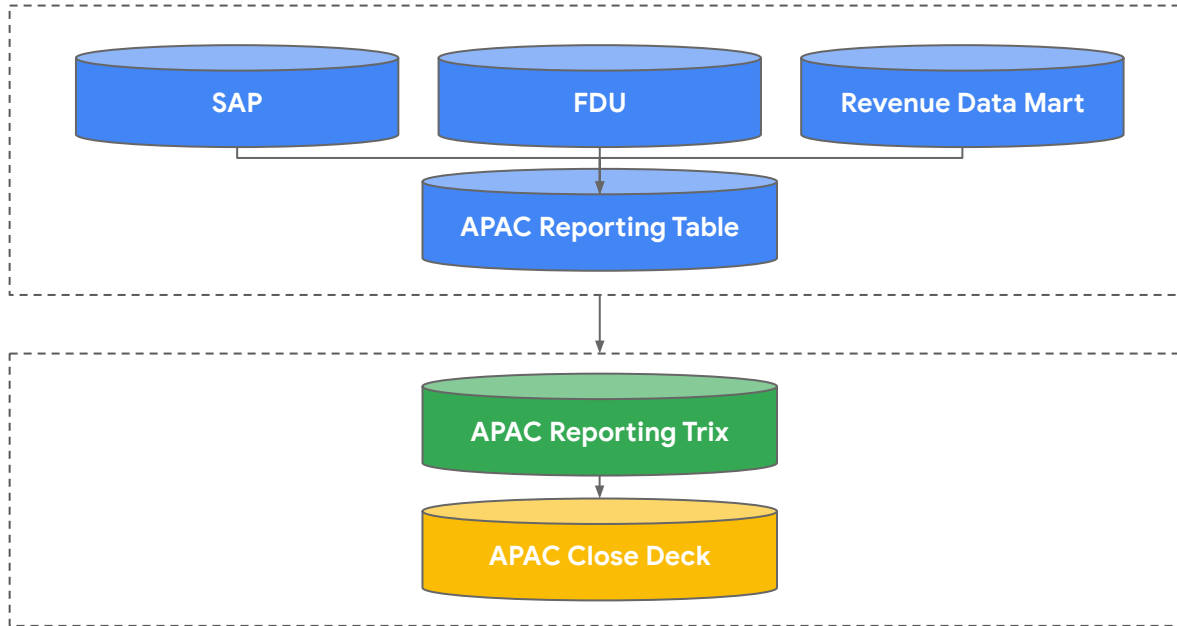 SAP
FDU
Revenue Data Mart
APAC Reporting Table
APAC Reporting Trix
APAC Close Deck